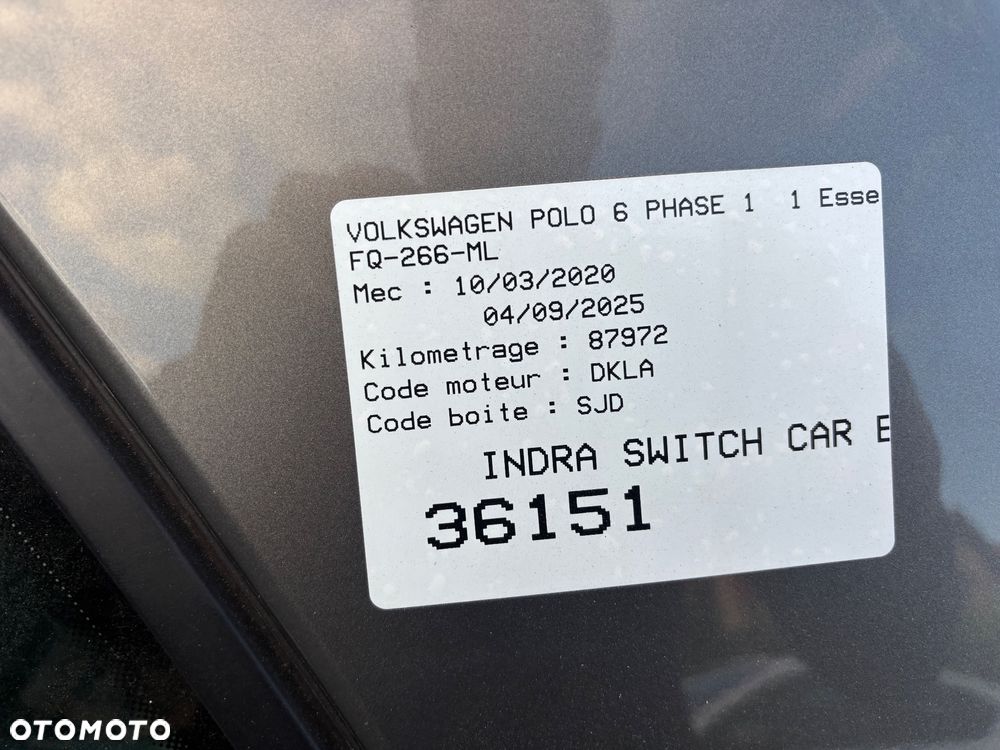 VOLKSWAGEN POLO 6 PHASE 1 1 Esse
FQ-266-ML
Mec : 10/03/2020
04/09/2025
Kilometrage : 87972
Code moteur : DKLA
Code boite : SJD
INDRA SWITCH CAR E
36151
OTOMOTO